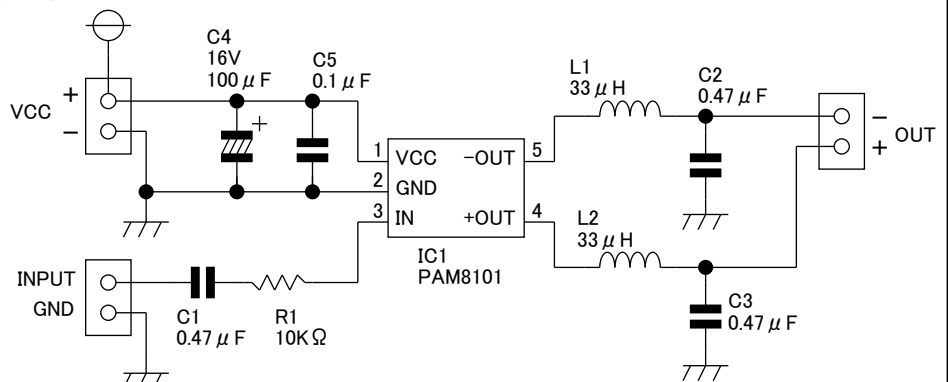 C4
16V
100μF
C5
0.1μF
L1
33μH
C2
0.47μF
+
VCC
−
+
−
OUT
+
1
VCC
−OUT
5
2
GND
3
IN
+OUT
4
IC1
PAM8101
L2
33μH
INPUT
GND
C1
0.47μF
R1
10KΩ
C3
0.47μF